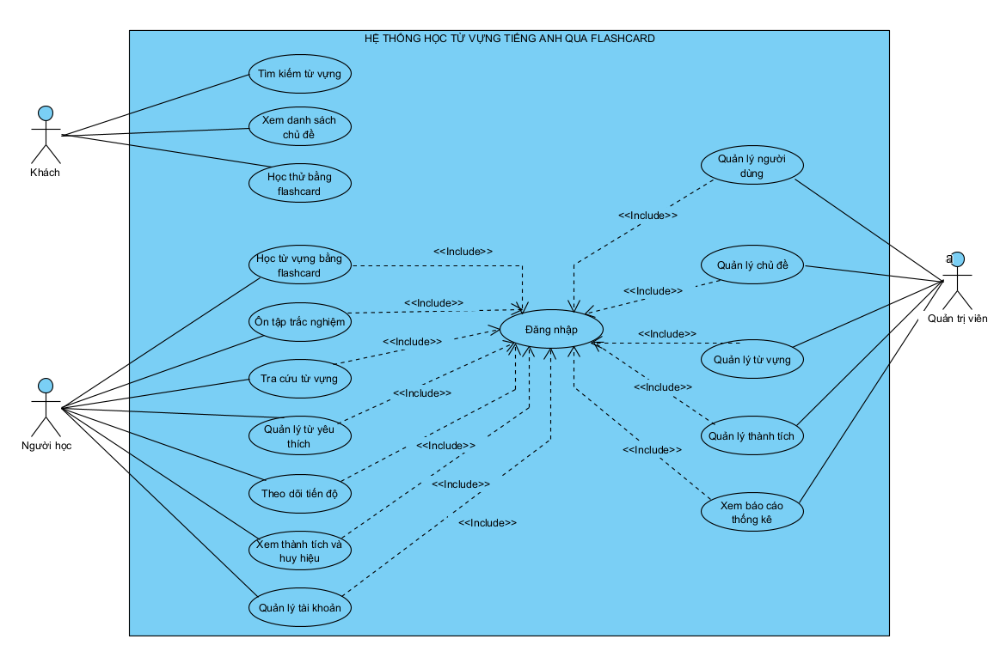 HỆ THỐNG HỌC TỪ VỰNG TIẾNG ANH QUA FLASHCARD
Tìm kiếm từ vựng
Xem danh sách
chủ đề
Học thử bằng
flashcard
Khách
Học từ vựng bằng
flashcard
Ôn tập trắc nghiệm
Tra cứu từ vựng
Quản lý từ yêu
thích
Theo dõi tiến độ
Xem thành tích và
huy hiệu
Quản lý tài khoản
Người học
<<Include>>
<<Include>>
<<Include>>
<<Include>>
<<Include>>
<<Include>>
<<Include>>
Đăng nhập
<<Include>>
<<Include>>
<<Include>>
<<Include>>
<<Include>>
Quản lý người
dùng
Quản lý chủ đề
Quản lý từ vựng
Quản lý thành tích
Xem báo cáo
thống kê
a
Quản trị viên